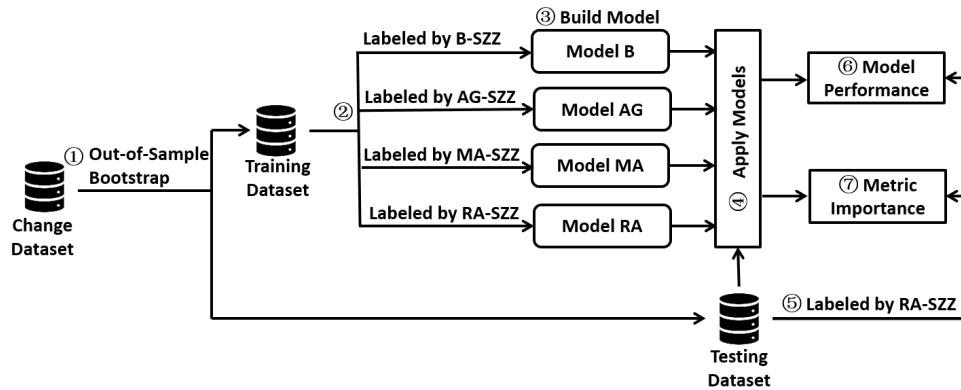 ③ Build Model
Labeled by B-SZZ
Model B
Labeled by AG-SZZ
Model AG
②
Labeled by MA-SZZ
Model MA
Labeled by RA-SZZ
Model RA
④ Apply Models
⑥ Model
Performance
⑦ Metric
Importance
Training
Dataset
① Out-of-Sample
Bootstrap
Change
Dataset
⑤ Labeled by RA-SZZ
Testing
Dataset